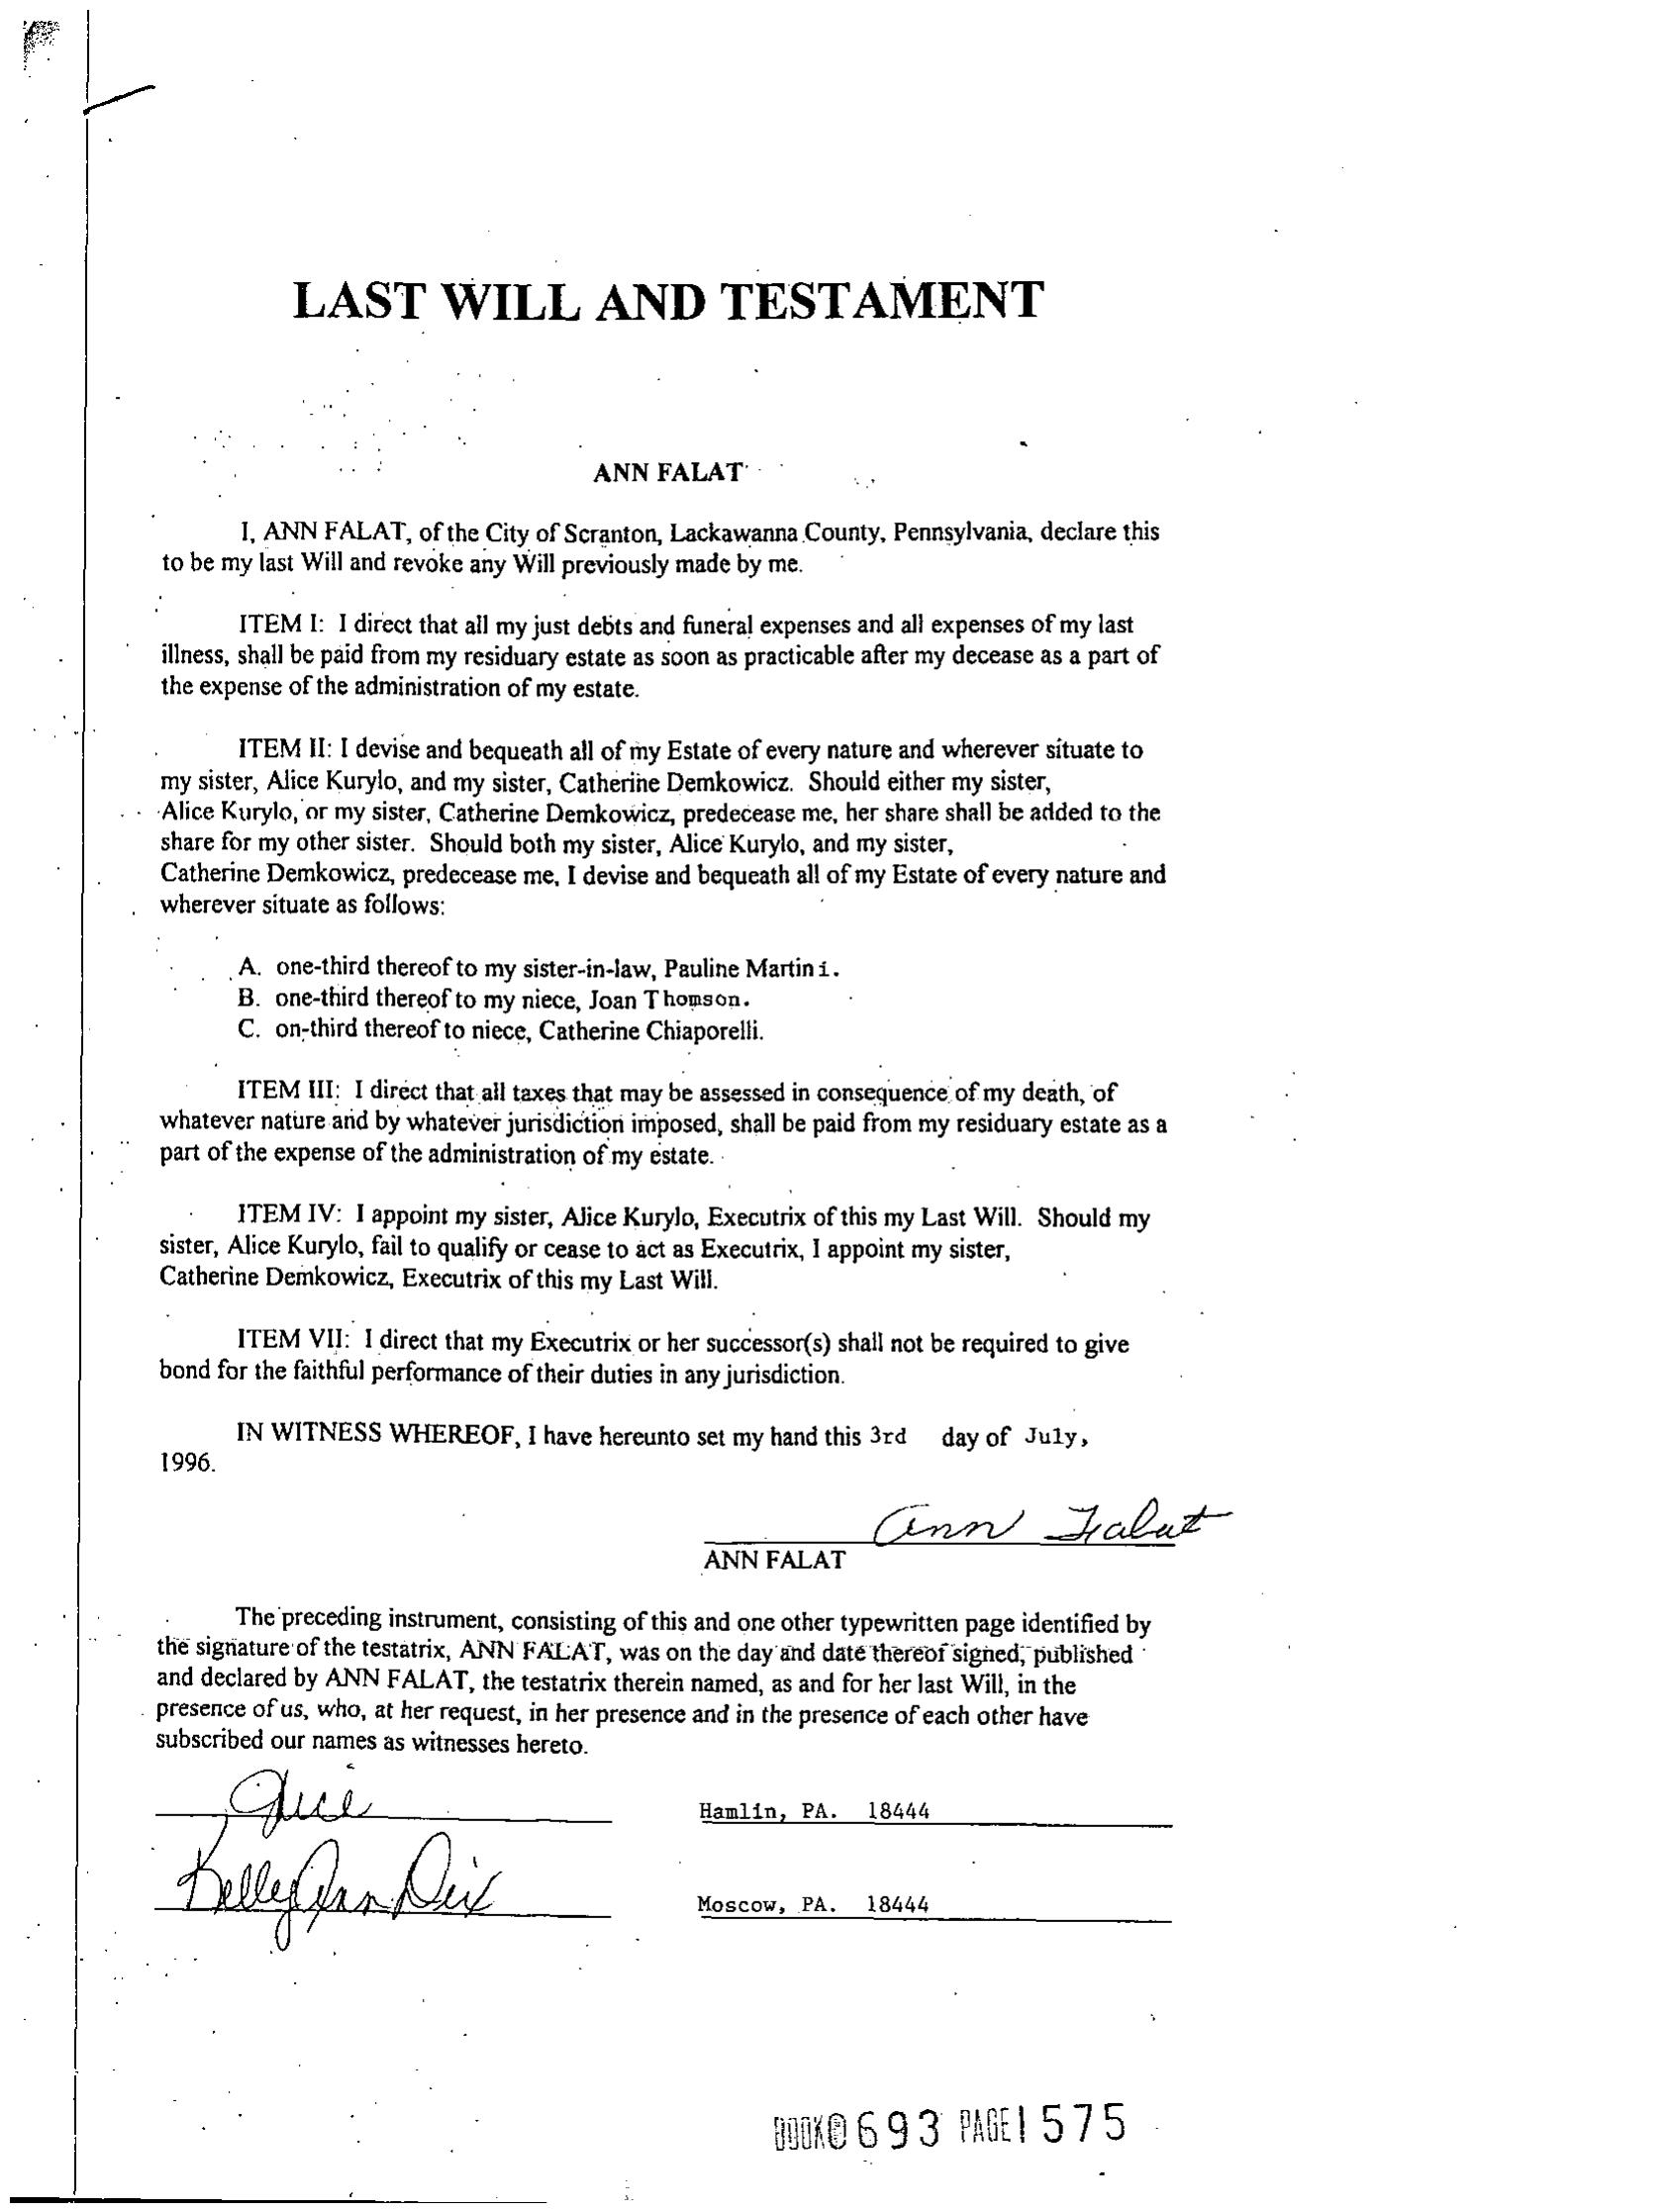 LAST WILL AND TESTAMENT
ANN FALAT
I, ANN FALAT, of the City of Scranton, Lackawanna County, Pennsylvania, declare this
to be my last Will and revoke any Will previously made by me.
ITEM I: I direct that all my just debts and funeral expenses and all expenses of my last
illness, shall be paid from my residuary estate as soon as practicable after my decease as a part of
the expense of the administration of my estate.
ITEM II: I devise and bequeath all of my Estate of every nature and wherever situate to
my sister, Alice Kurylo, and my sister, Catherine Demkowicz. Should either my sister,
Alice Kurylo, or my sister, Catherine Demkowicz, predecease me, her share shall be added to the
share for my other sister. Should both my sister, Alice Kurylo, and my sister,
Catherine Demkowicz, predecease me, I devise and bequeath all of my Estate of every nature and
wherever situate as follows:
A. one-third thereof to my sister-in-law, Pauline Martini.
B. one-third thereof to my niece, Joan Thomson.
C. on-third thereof to niece, Catherine Chiaporelli.
ITEM III: I direct that all taxes that may be assessed in consequence of my death, of
whatever nature and by whatever jurisdiction imposed, shall be paid from my residuary estate as a
part of the expense of the administration of my estate.
ITEM IV: I appoint my sister, Alice Kurylo, Executrix of this my Last Will. Should my
sister, Alice Kurylo, fail to qualify or cease to act as Executrix, I appoint my sister,
Catherine Demkowicz, Executrix of this my Last Will.
ITEM VII: I direct that my Executrix or her successor(s) shall not be required to give
bond for the faithful performance of their duties in any jurisdiction.
IN WITNESS WHEREOF, I have hereunto set my hand this 3rd day of July,
1996.
Ann Falat
ANN FALAT
The preceding instrument, consisting of this and one other typewritten page identified by
the signature of the testatrix, ANN FALAT, was on the day and date thereof signed, published
and declared by ANN FALAT, the testatrix therein named, as and for her last Will, in the
presence of us, who, at her request, in her presence and in the presence of each other have
subscribed our names as witnesses hereto.
Hamlin, PA. 18444
Kelly Ann Dix
Moscow, PA. 18444
BOOK0693 PAGE1575